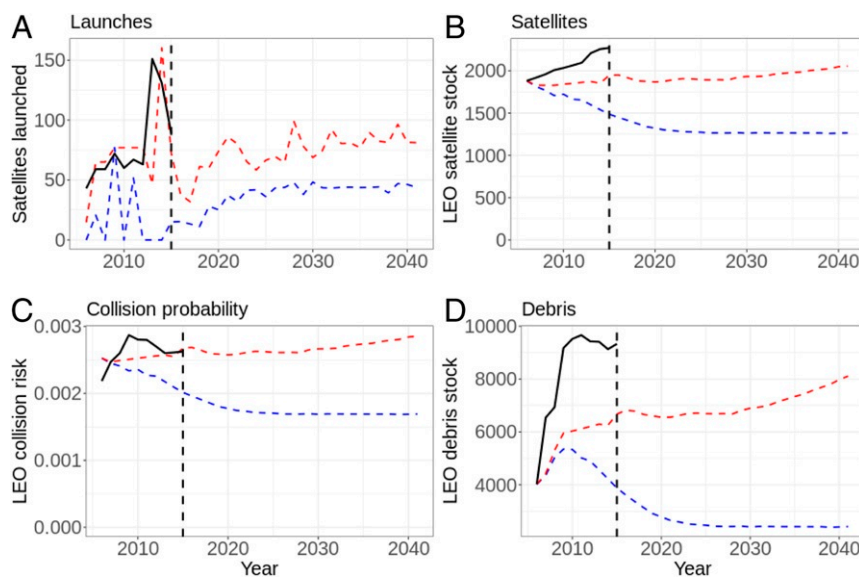 A Launches
Satellites launched
150
100
50
0
2010 2020 2030 2040
B Satellites
LEO satellite stock
2000
1500
1000
500
0
2010 2020 2030 2040
C Collision probability
LEO collision risk
0.003
0.002
0.001
0.000
2010 2020 2030 2040
Year
D Debris
LEO debris stock
10000
8000
6000
4000
2010 2020 2030 2040
Year